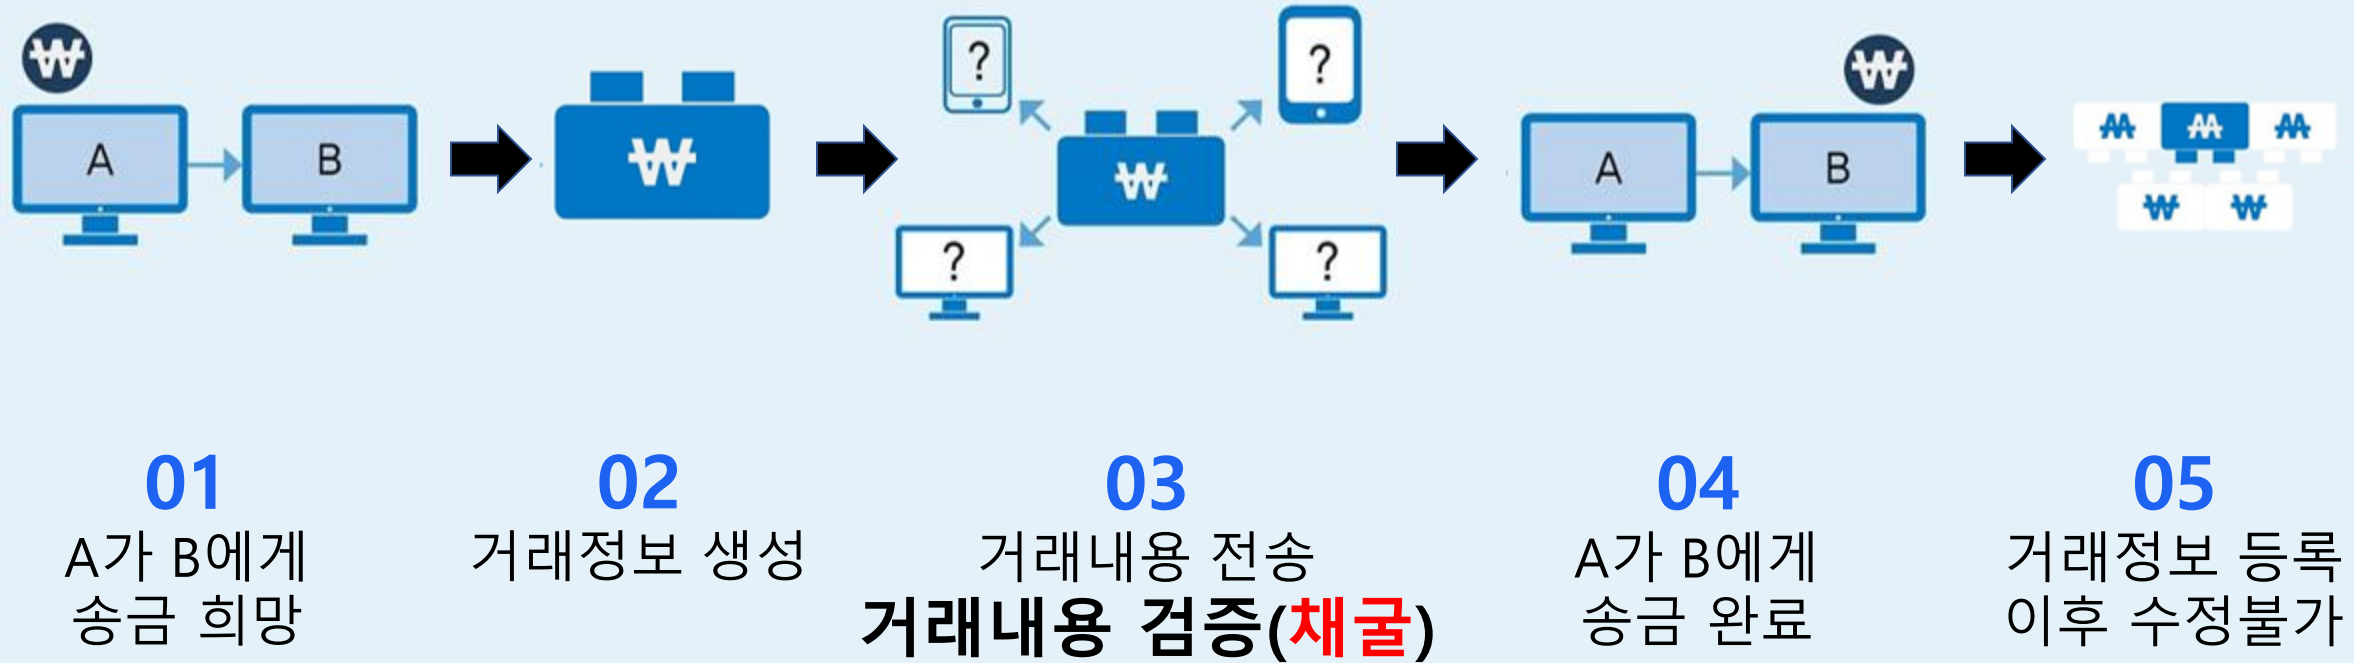 ₩
A
B
₩
?
?
₩
?
?
₩
A
B
₩
₩
₩
₩
₩
01
A가 B에게
송금 희망
02
거래정보 생성
03
거래내용 전송
거래내용 검증(채굴)
04
A가 B에게
송금 완료
05
거래정보 등록
이후 수정불가